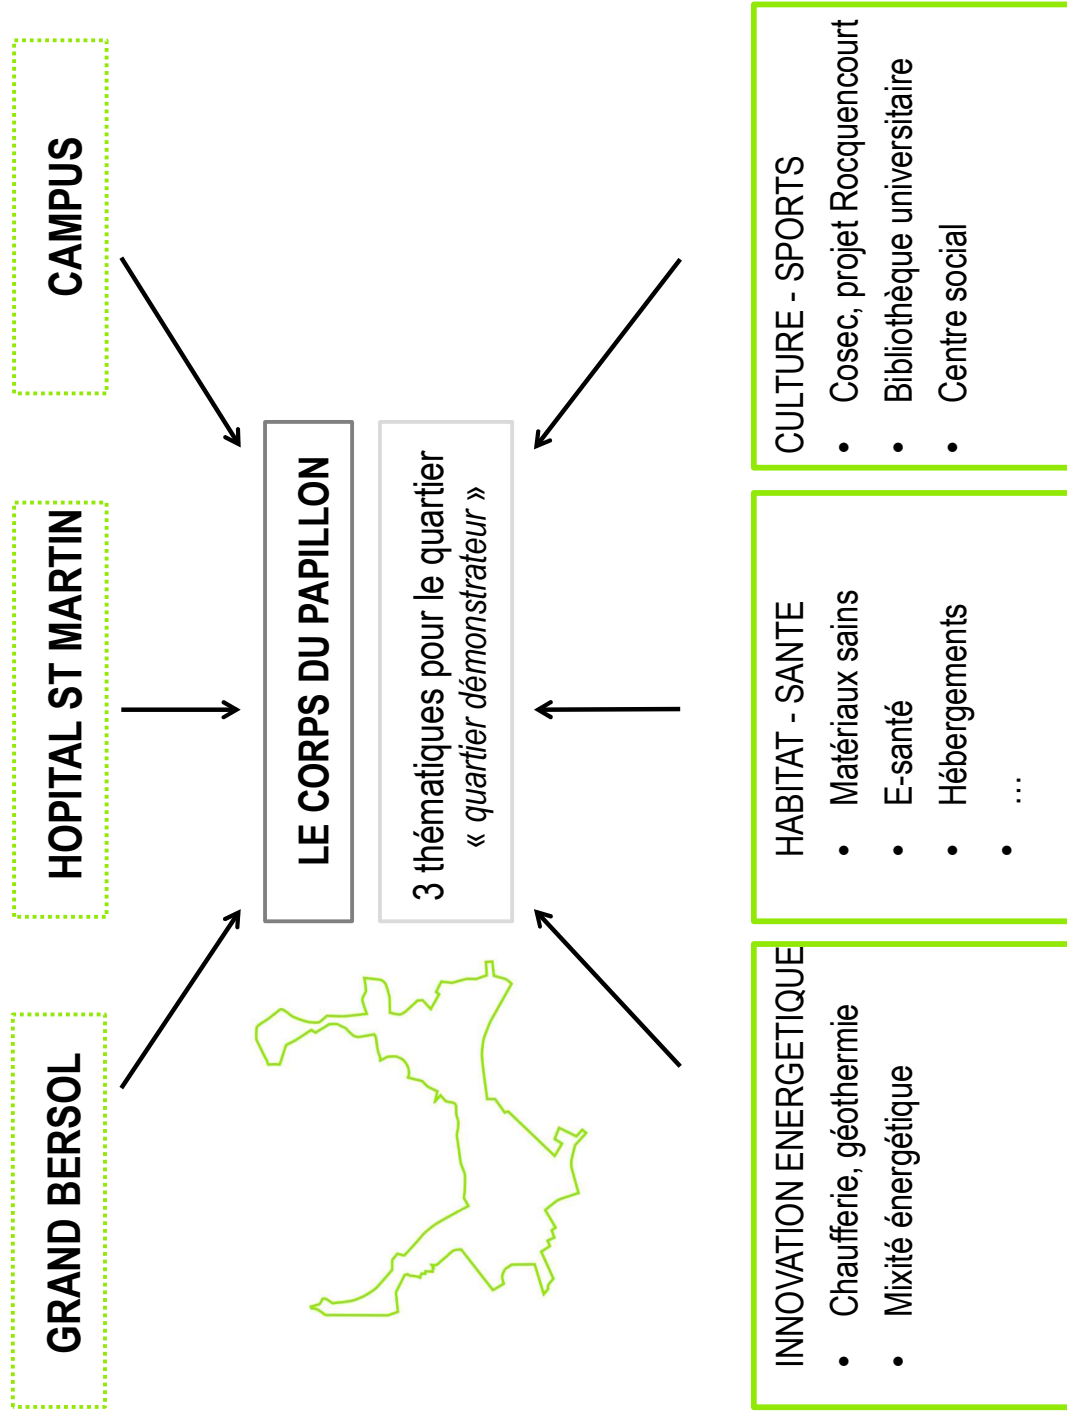 GRAND BERSOL
HOPITAL ST MARTIN
CAMPUS
LE CORPS DU PAPILLON
3 thématiques pour le quartier
« quartier démonstrateur »
INNOVATION ENERGETIQUE
• Chaufferie, géothermie
• Mixité énergétique
HABITAT - SANTE
• Matériaux sains
• E-santé
• Hébergements
• …
CULTURE - SPORTS
• Cosec, projet Rocquencourt
• Bibliothèque universitaire
• Centre social